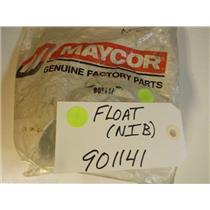 MAYCOR
GENUINE FACTORY PARTS
FLOAT
(NIB)
901141